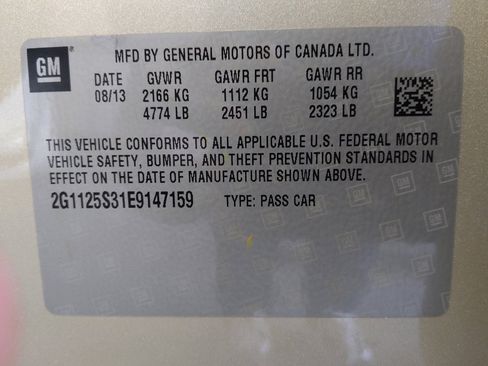 GM
MFD BY GENERAL MOTORS OF CANADA LTD.
DATE GVWR GAWR FRT GAWR RR
08/13 2166 KG 1112 KG 1054 KG
4774 LB 2451 LB 2323 LB
THIS VEHICLE CONFORMS TO ALL APPLICABLE U.S. FEDERAL MOTOR
VEHICLE SAFETY, BUMPER, AND THEFT PREVENTION STANDARDS IN
EFFECT ON THE DATE OF MANUFACTURE SHOWN ABOVE.
2G1125S31E9147159 TYPE: PASS CAR